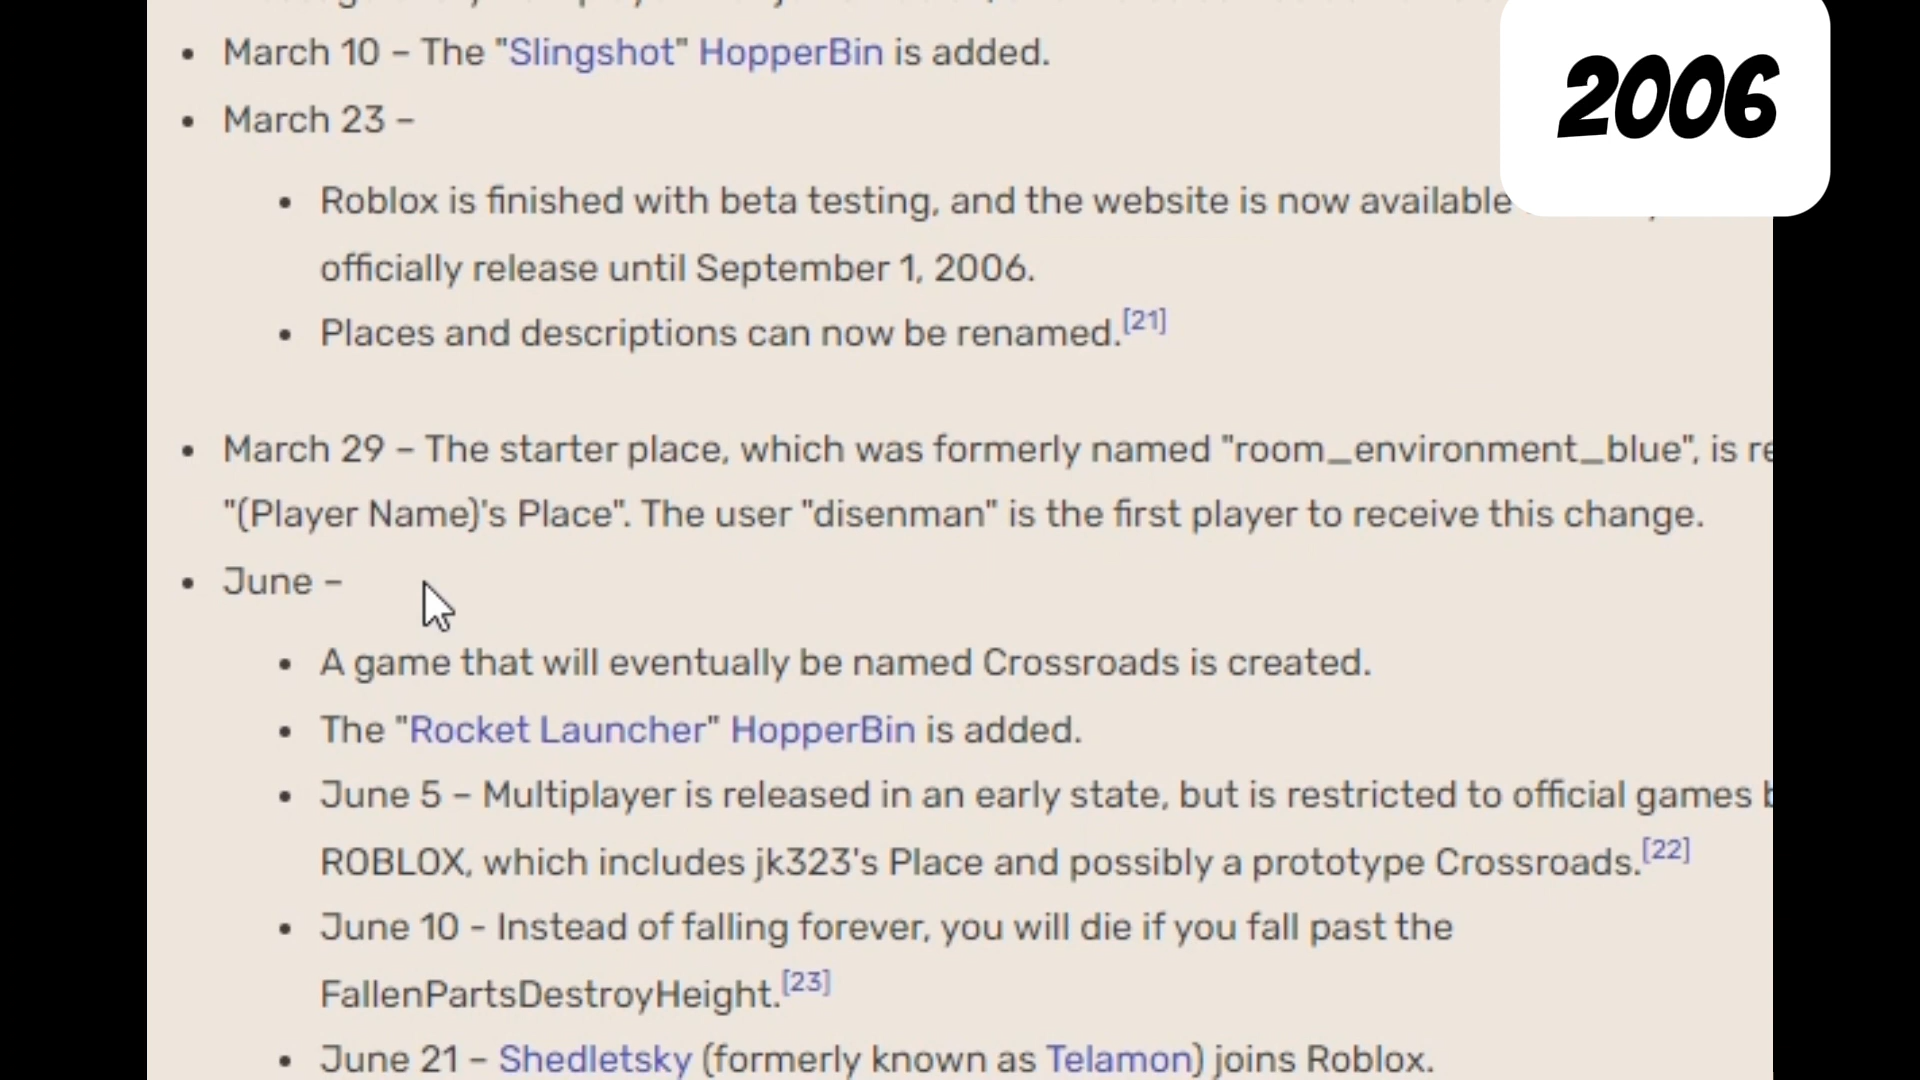 March 10 – The "Slingshot" HopperBin is added.
2006
March 23 –
Roblox is finished with beta testing, and the website is now available
officially release until September 1, 2006.
Places and descriptions can now be renamed.[21]
March 29 – The starter place, which was formerly named "room_environment_blue", is re
"(Player Name)'s Place". The user "disenman" is the first player to receive this change.
June –
A game that will eventually be named Crossroads is created.
The "Rocket Launcher" HopperBin is added.
June 5 – Multiplayer is released in an early state, but is restricted to official games b
ROBLOX, which includes jk323's Place and possibly a prototype Crossroads.[22]
June 10 - Instead of falling forever, you will die if you fall past the
FallenPartsDestroyHeight.[23]
June 21 – Shedletsky (formerly known as Telamon) joins Roblox.